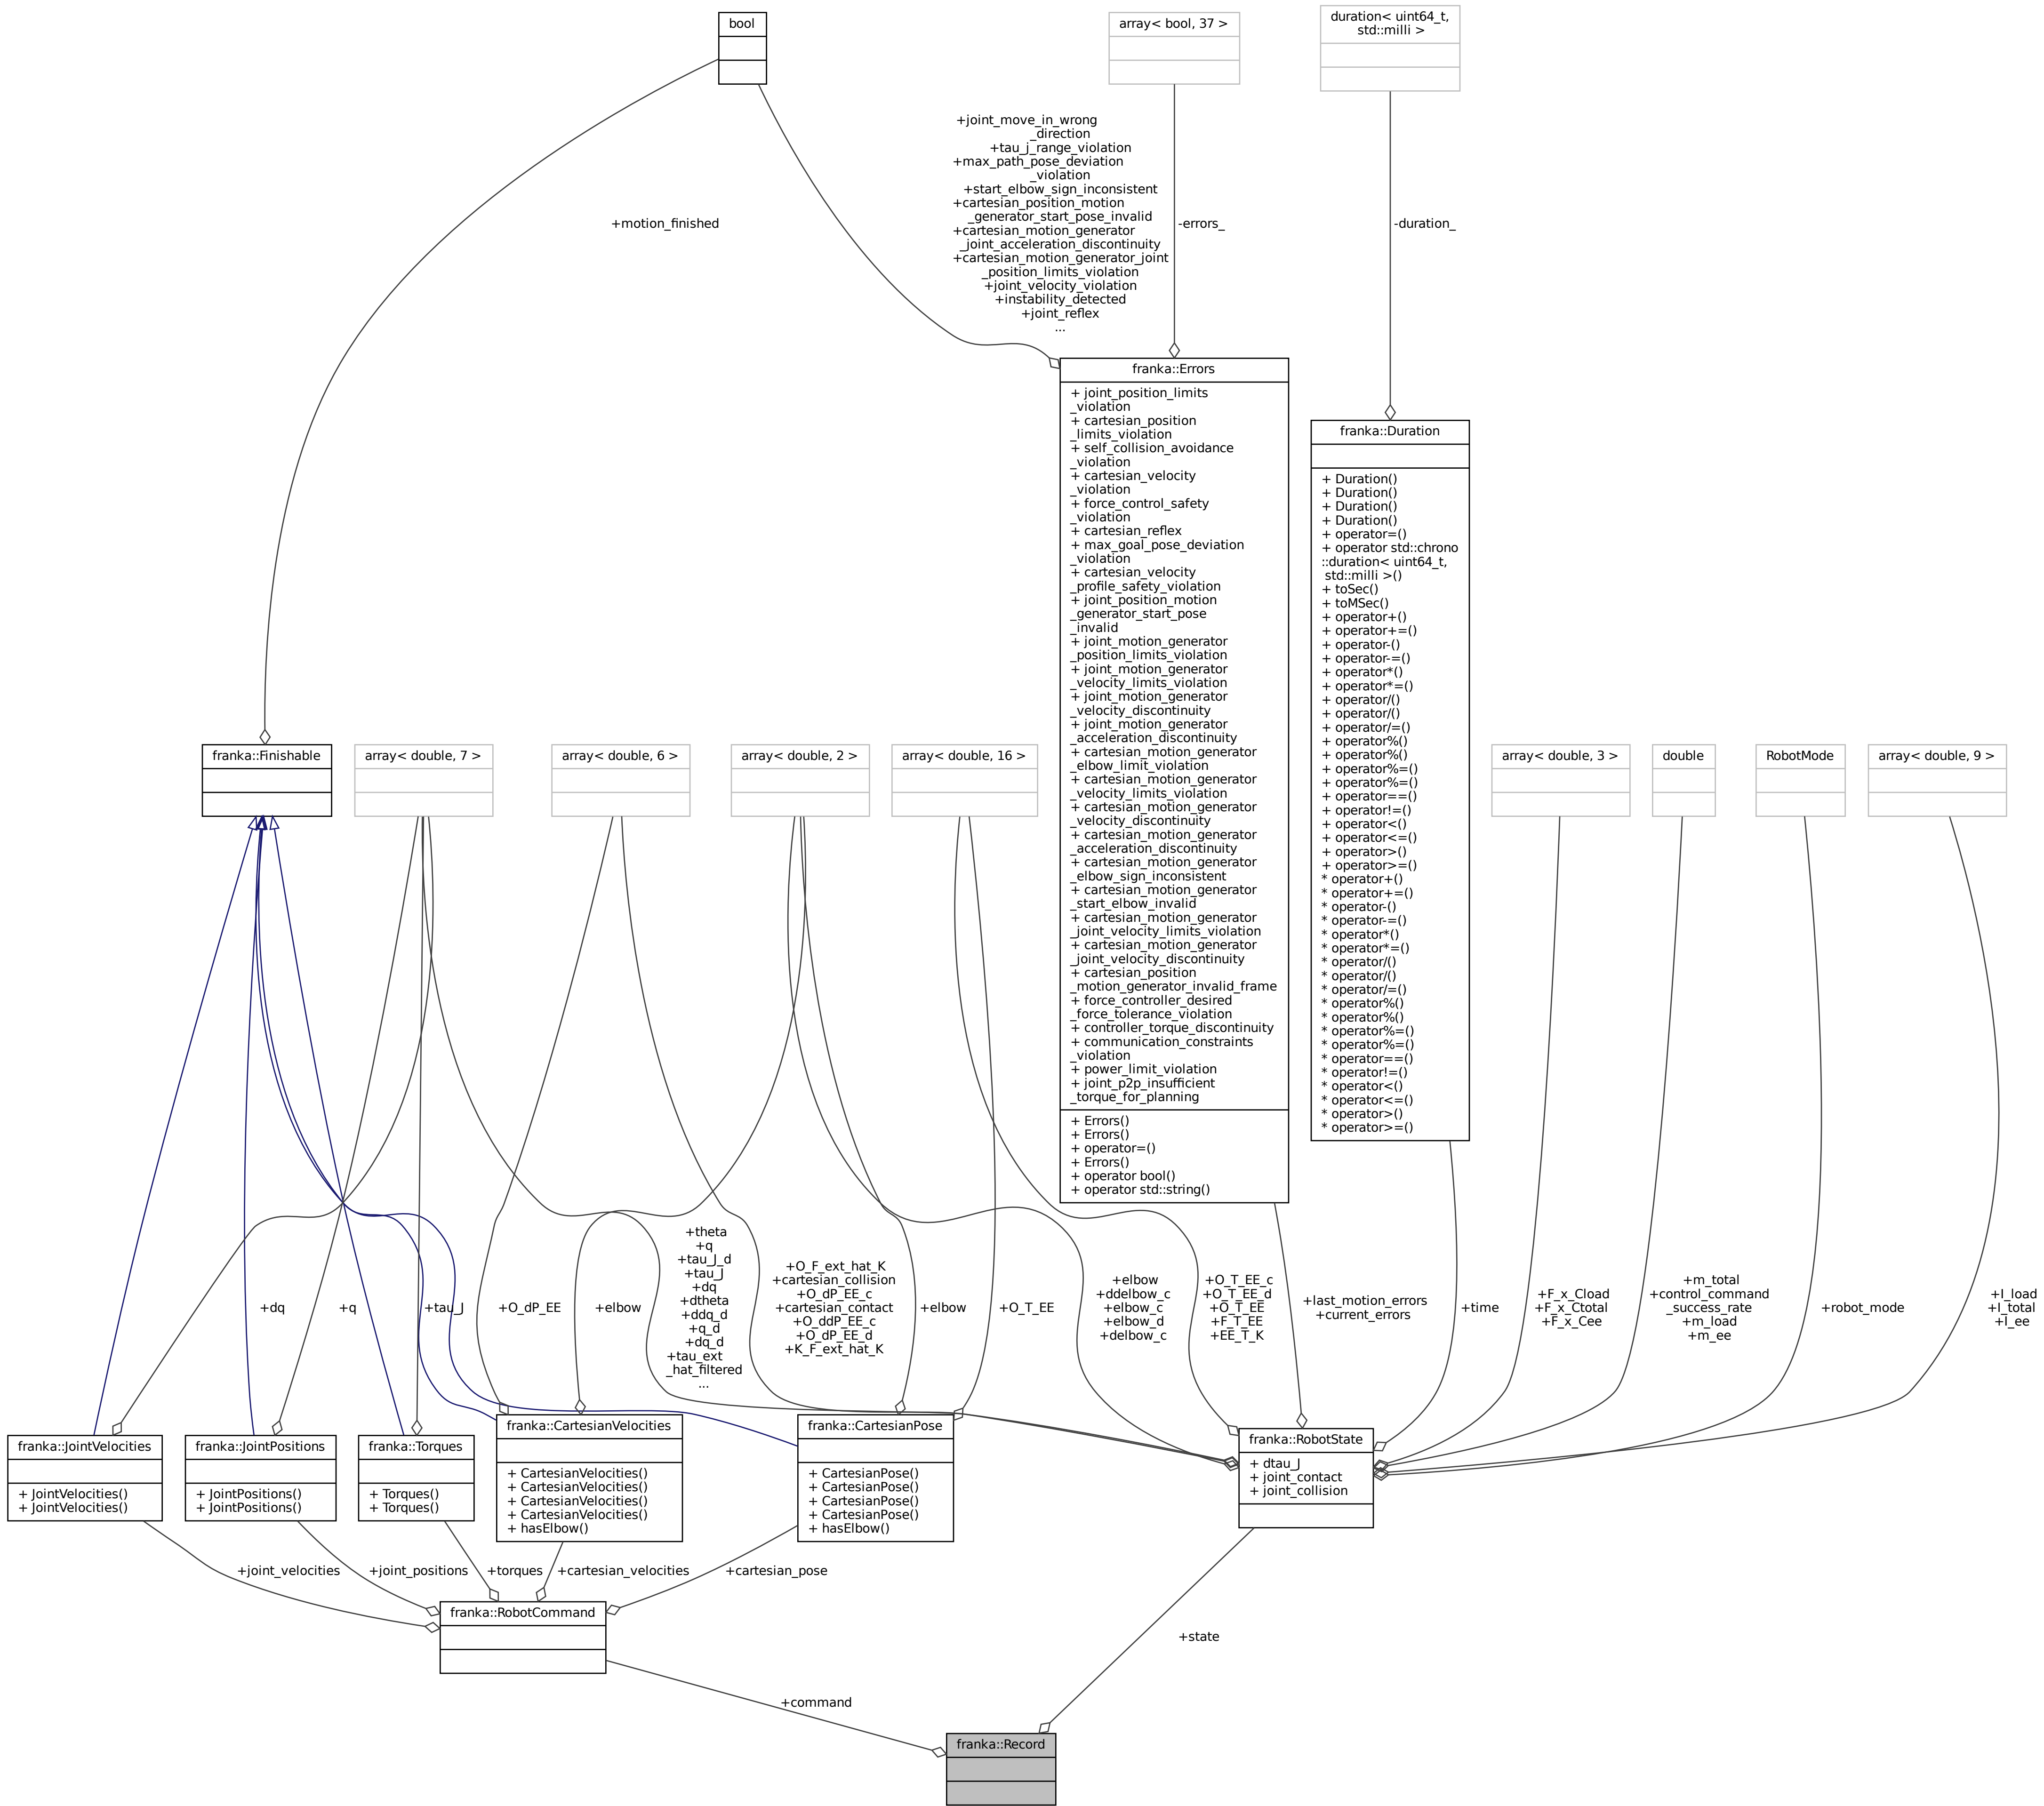 bool
array< bool, 37 >
duration< uint64_t,
std::milli >
+motion_finished
+joint_move_in_wrong
_direction
+tau_j_range_violation
+max_path_pose_deviation
_violation
+start_elbow_sign_inconsistent
+cartesian_position_motion
_generator_start_pose_invalid
+cartesian_motion_generator
_joint_acceleration_discontinuity
+cartesian_motion_generator_joint
_position_limits_violation
+joint_velocity_violation
+instability_detected
+joint_reflex
...
-errors_
-duration_
franka::Errors
+ joint_position_limits
_violation
+ cartesian_position
_limits_violation
+ self_collision_avoidance
_violation
+ cartesian_velocity
_violation
+ force_control_safety
_violation
+ cartesian_reflex
+ max_goal_pose_deviation
_violation
+ cartesian_velocity
_profile_safety_violation
+ joint_position_motion
_generator_start_pose
_invalid
+ joint_motion_generator
_position_limits_violation
+ joint_motion_generator
_velocity_limits_violation
+ joint_motion_generator
_velocity_discontinuity
+ joint_motion_generator
_acceleration_discontinuity
+ cartesian_motion_generator
_elbow_limit_violation
+ cartesian_motion_generator
_velocity_limits_violation
+ cartesian_motion_generator
_velocity_discontinuity
+ cartesian_motion_generator
_acceleration_discontinuity
+ cartesian_motion_generator
_elbow_sign_inconsistent
+ cartesian_motion_generator
_start_elbow_invalid
+ cartesian_motion_generator
_joint_velocity_limits_violation
+ cartesian_motion_generator
_joint_velocity_discontinuity
+ cartesian_position
_motion_generator_invalid_frame
+ force_controller_desired
_force_tolerance_violation
+ controller_torque_discontinuity
+ communication_constraints
_violation
+ power_limit_violation
+ joint_p2p_insufficient
_torque_for_planning
+ Errors()
+ Errors()
+ operator=()
+ Errors()
+ operator bool()
+ operator std::string()
franka::Duration
+ Duration()
+ Duration()
+ Duration()
+ Duration()
+ operator=()
+ operator std::chrono
::duration< uint64_t,
std::milli >()
+ toSec()
+ toMSec()
+ operator+()
+ operator+=()
+ operator-()
+ operator-=()
+ operator*()
+ operator*=()
+ operator/()
+ operator/()
+ operator/=()
+ operator%()
+ operator%()
+ operator%=()
+ operator%=()
+ operator==()
+ operator!=()
+ operator<()
+ operator<=()
+ operator>()
+ operator>=()
* operator+()
* operator+=()
* operator-()
* operator-=()
* operator*()
* operator*=()
* operator/()
* operator/()
* operator/=()
* operator%()
* operator%()
* operator%=()
* operator%=()
* operator==()
* operator!=()
* operator<()
* operator<=()
* operator>()
* operator>=()
franka::Finishable
array< double, 7 >
array< double, 6 >
array< double, 2 >
array< double, 16 >
array< double, 3 >
double
RobotMode
array< double, 9 >
+dq
+q
+tau_J
+O_dP_EE
+elbow
+theta
+q
+tau_J_d
+tau_J
+dq
+dtheta
+ddq_d
+q_d
+dq_d
+tau_ext
_hat_filtered
...
+O_F_ext_hat_K
+cartesian_collision
+O_dP_EE_c
+cartesian_contact
+O_ddP_EE_c
+O_dP_EE_d
+K_F_ext_hat_K
+elbow
+O_T_EE
+elbow
+ddelbow_c
+elbow_c
+elbow_d
+delbow_c
+O_T_EE_c
+O_T_EE_d
+O_T_EE
+F_T_EE
+EE_T_K
+last_motion_errors
+current_errors
+time
+F_x_Cload
+F_x_Ctotal
+F_x_Cee
+m_total
+control_command
_success_rate
+m_load
+m_ee
+robot_mode
+I_load
+I_total
+I_ee
franka::JointVelocities
+ JointVelocities()
+ JointVelocities()
franka::JointPositions
+ JointPositions()
+ JointPositions()
franka::Torques
+ Torques()
+ Torques()
franka::CartesianVelocities
+ CartesianVelocities()
+ CartesianVelocities()
+ CartesianVelocities()
+ CartesianVelocities()
+ hasElbow()
franka::CartesianPose
+ CartesianPose()
+ CartesianPose()
+ CartesianPose()
+ CartesianPose()
+ hasElbow()
franka::RobotState
+ dtau_J
+ joint_contact
+ joint_collision
+joint_velocities
+joint_positions
+torques
+cartesian_velocities
+cartesian_pose
franka::RobotCommand
+state
+command
franka::Record